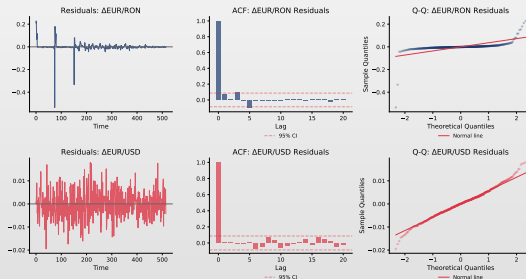 Residuals: ΔEUR/RON
0.2
0.0
−0.2
−0.4
0 100 200 300 400 500
Time
ACF: ΔEUR/RON Residuals
1.0
0.8
0.6
0.4
0.2
0.0
0 5 10 15 20
Lag
95% CI
Q-Q: ΔEUR/RON Residuals
Sample Quantiles
0.2
0.0
−0.2
−0.4
−2 −1 0 1 2
Theoretical Quantiles
Normal line
Residuals: ΔEUR/USD
0.01
0.00
−0.01
−0.02
0 100 200 300 400 500
Time
ACF: ΔEUR/USD Residuals
1.0
0.8
0.6
0.4
0.2
0.0
0 5 10 15 20
Lag
95% CI
Q-Q: ΔEUR/USD Residuals
Sample Quantiles
0.01
0.00
−0.01
−0.02
−2 −1 0 1 2
Theoretical Quantiles
Normal line